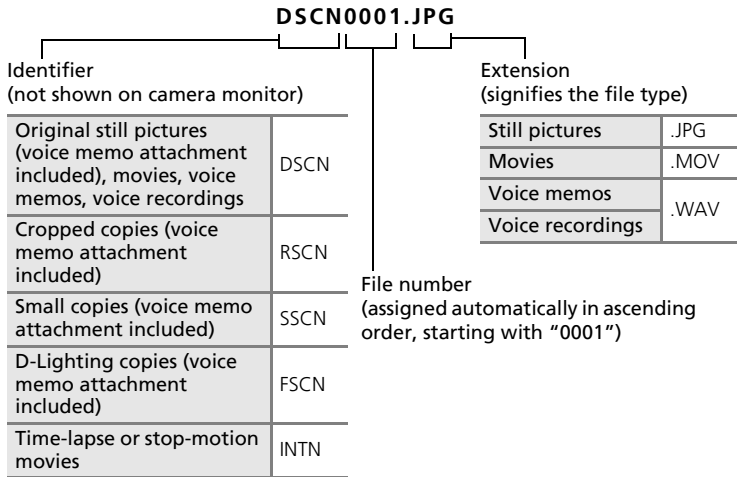 DSCN0001.JPG
Identifier
(not shown on camera monitor)
Original still pictures
(voice memo attachment
included), movies, voice
memos, voice recordings
DSCN
Cropped copies (voice
memo attachment
included)
RSCN
Small copies (voice memo
attachment included)
SSCN
D-Lighting copies (voice
memo attachment
included)
FSCN
Time-lapse or stop-motion
movies
INTN
Extension
(signifies the file type)
Still pictures .JPG
Movies .MOV
Voice memos
Voice recordings
.WAV
File number
(assigned automatically in ascending
order, starting with “0001”)